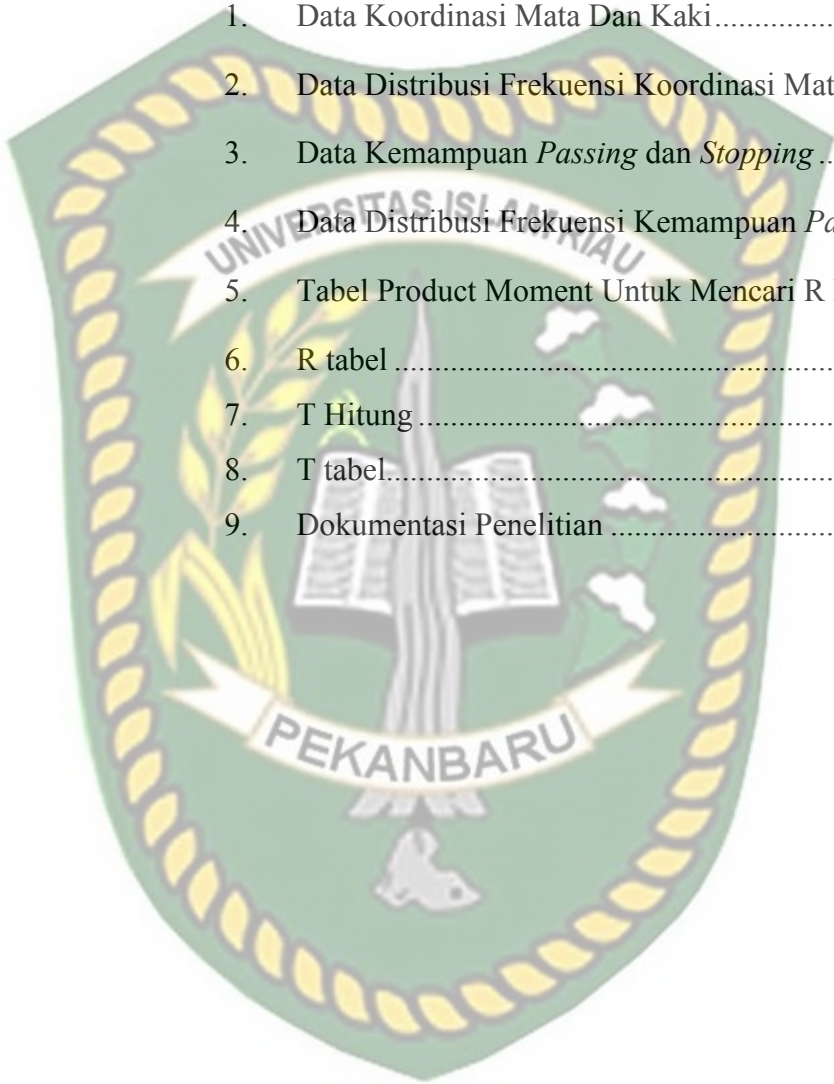 1. Data Koordinasi Mata Dan Kaki................
2. Data Distribusi Frekuensi Koordinasi
3. Data Kemampuan Passing dan Stopping..
UNIVERSITAS ISLAM RIAU
4. Data Distribusi Frekuensi Kemampuan
5. Tabel Product Moment Untuk Mencari R
6. R tabel................................................................
7. T Hitung.............................................................
8. T tabel.................................................................
9. Dokumentasi Penelitian................................
PEKANBARU